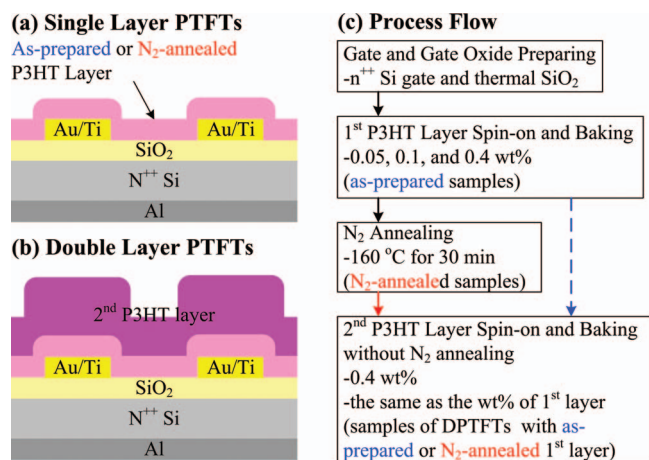 (a) Single Layer PTFTs
As-prepared or N₂-annealed
P3HT Layer
Au/Ti
Au/Ti
SiO₂
N⁺⁺ Si
Al
(b) Double Layer PTFTs
2ⁿᵈ P3HT layer
Au/Ti
Au/Ti
SiO₂
N⁺⁺ Si
Al
(c) Process Flow
Gate and Gate Oxide Preparing
-n⁺⁺ Si gate and thermal SiO₂
1ˢᵗ P3HT Layer Spin-on and Baking
-0.05, 0.1, and 0.4 wt%
(as-prepared samples)
N₂ Annealing
-160 °C for 30 min
(N₂-annealed samples)
2ⁿᵈ P3HT Layer Spin-on and Baking
without N₂ annealing
-0.4 wt%
-the same as the wt% of 1ˢᵗ layer
(samples of DPTFTs with as-
prepared or N₂-annealed 1ˢᵗ layer)